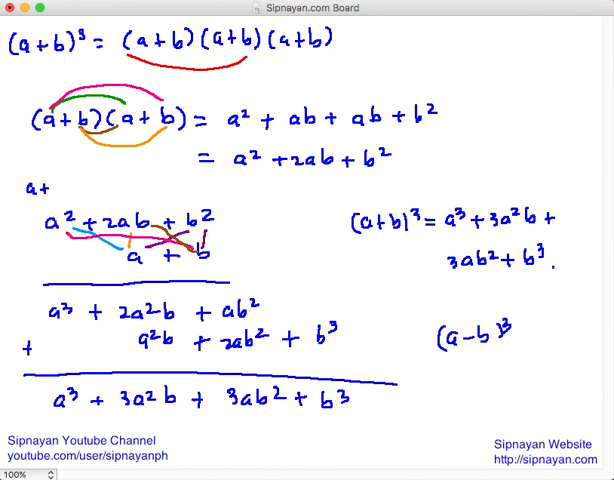 Sipnayan.com Board
(a+b)³ = (a+b)(a+b)(a+b)
(a+b)(a+b) = a² + ab + ab + b²
= a² + 2ab + b²
a+
a² + 2ab + b²
a + b
a³ + 2a²b + ab²
+ a²b + 2ab² + b³
a³ + 3a²b + 3ab² + b³
(a+b)³ = a³ + 3a²b +
3ab² + b³.
(a-b)³
Sipnayan Youtube Channel
youtube.com/user/sipnayanph
Sipnayan Website
http://sipnayan.com
100%